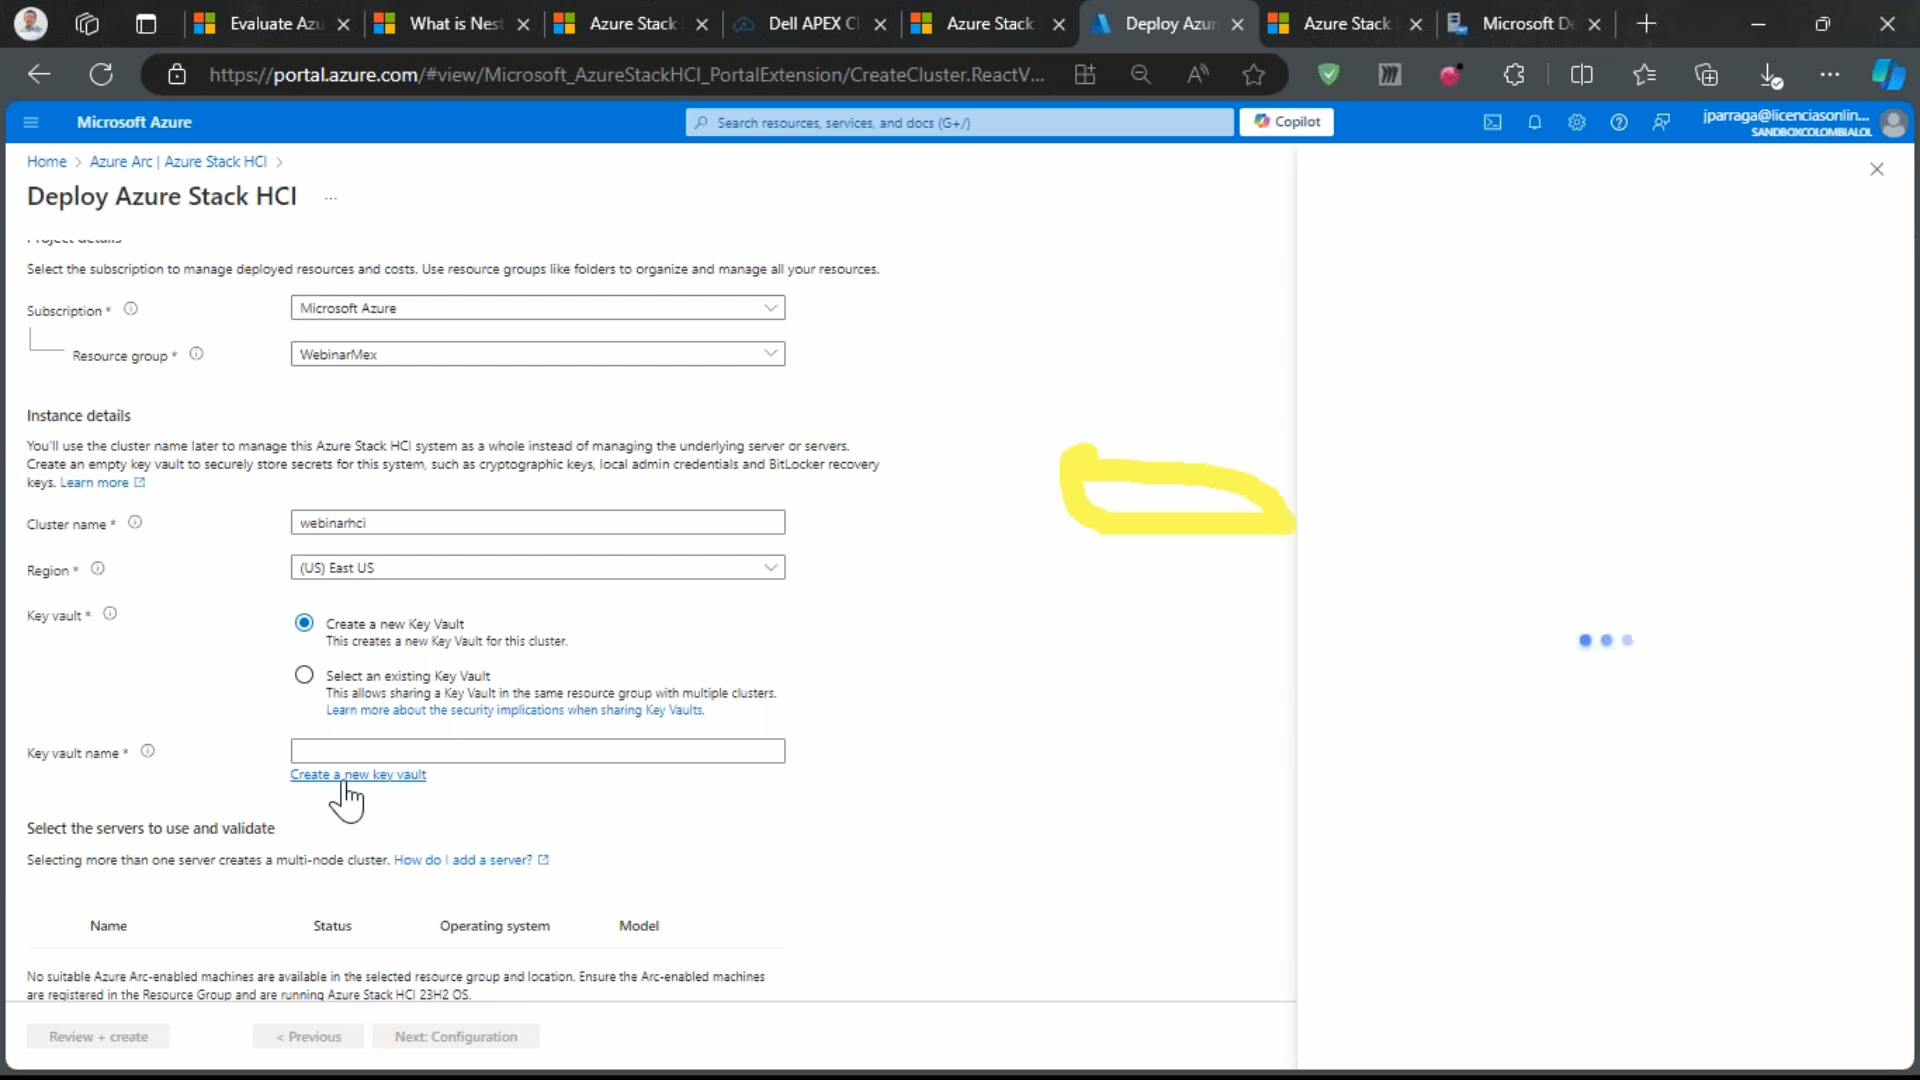 Evaluate Azu
What is Nest
Azure Stack
Dell APEX Cl
Azure Stack
Deploy Azur
Azure Stack
Microsoft De
https://portal.azure.com/#view/Microsoft_AzureStackHCI_PortalExtension/CreateCluster.ReactV...
Microsoft Azure
Search resources, services, and docs (G+/)
Copilot
jparraga@licenciasonlin...
SANDBOXCOLOMBIALOL
Home > Azure Arc | Azure Stack HCI >
Deploy Azure Stack HCI ...
Project details
Select the subscription to manage deployed resources and costs. Use resource groups like folders to organize and manage all your resources.
Subscription *
Microsoft Azure
Resource group *
WebinarMex
Instance details
You'll use the cluster name later to manage this Azure Stack HCI system as a whole instead of managing the underlying server or servers.
Create an empty key vault to securely store secrets for this system, such as cryptographic keys, local admin credentials and BitLocker recovery
keys. Learn more
Cluster name *
webinarhci
Region *
(US) East US
Key vault *
Create a new Key Vault
This creates a new Key Vault for this cluster.
Select an existing Key Vault
This allows sharing a Key Vault in the same resource group with multiple clusters.
Learn more about the security implications when sharing Key Vaults.
Key vault name *
Create a new key vault
Select the servers to use and validate
Selecting more than one server creates a multi-node cluster. How do I add a server?
Name Status Operating system Model
No suitable Azure Arc-enabled machines are available in the selected resource group and location. Ensure the Arc-enabled machines
are registered in the Resource Group and are running Azure Stack HCI 23H2 OS.
Review + create
< Previous
Next: Configuration